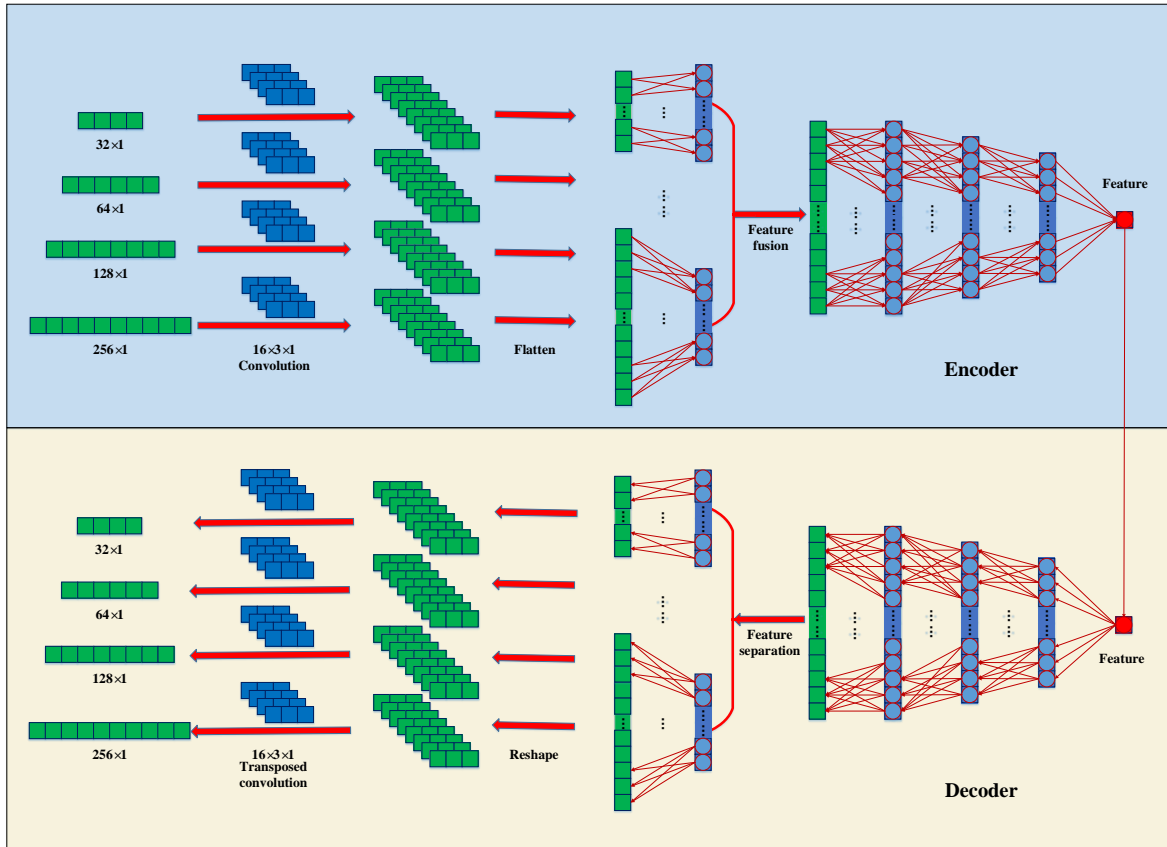 32×1
64×1
128×1
256×1
16×3×1
Convolution
Flatten
Feature
fusion
Feature
Encoder
32×1
64×1
128×1
256×1
16×3×1
Transposed
convolution
Reshape
Feature
separation
Feature
Decoder